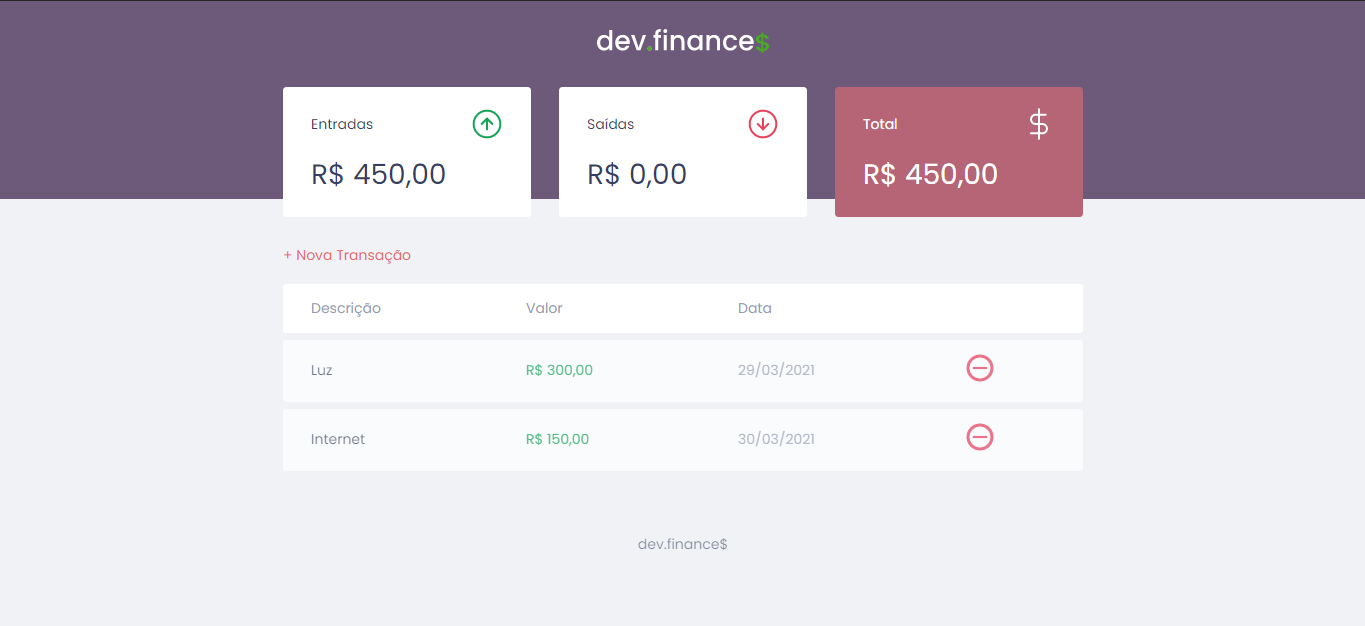 dev.finance$
Entradas
R$ 450,00
Saídas
R$ 0,00
Total
$
R$ 450,00
+ Nova Transação
Descrição Valor Data
Luz R$ 300,00 29/03/2021
Internet R$ 150,00 30/03/2021
dev.finance$